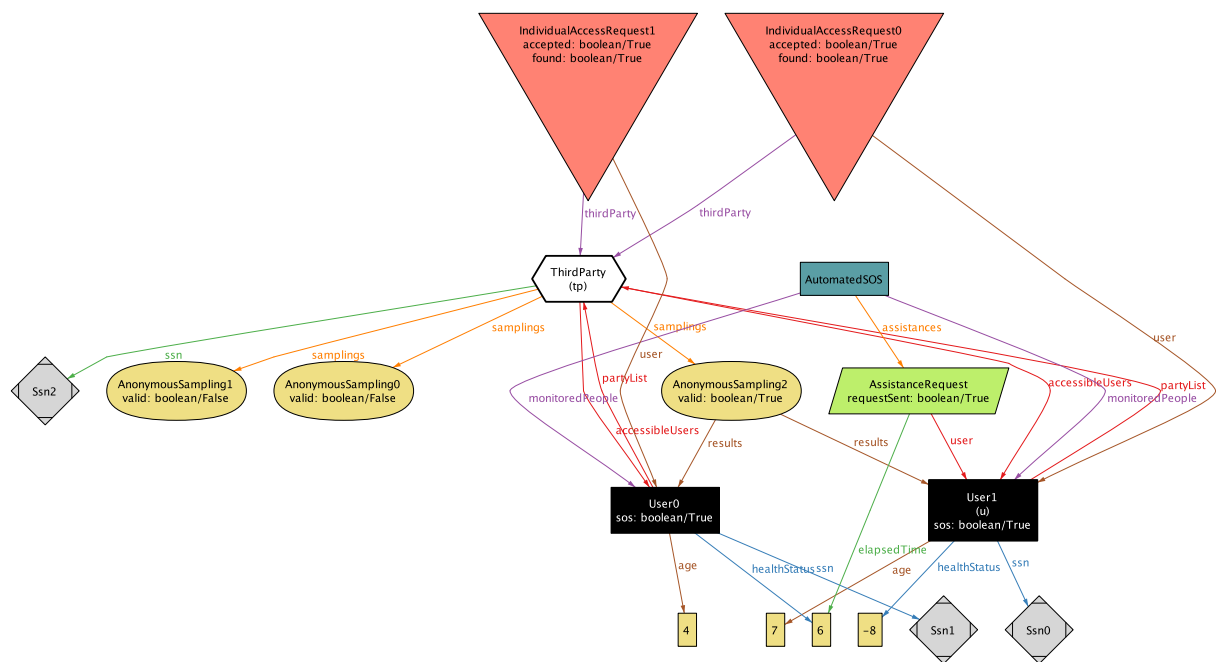 IndividualAccessRequest1
accepted: boolean/True
found: boolean/True
IndividualAccessRequest0
accepted: boolean/True
found: boolean/True
thirdParty
thirdParty
ThirdParty
(tp)
AutomatedSOS
samplings
samplings
assistances
user
ssn
samplings
user
Ssn2
AnonymousSampling1
valid: boolean/False
AnonymousSampling0
valid: boolean/False
partyList
AnonymousSampling2
valid: boolean/True
AssistanceRequest
requestSent: boolean/True
accessibleUsers
partyList
monitoredPeople
monitoredPeople
accessibleUsers
results
results
user
User0
sos: boolean/True
User1
(u)
sos: boolean/True
elapsedTime
age
healthStatus
ssn
age
healthStatus
ssn
4
7
6
-8
Ssn1
Ssn0